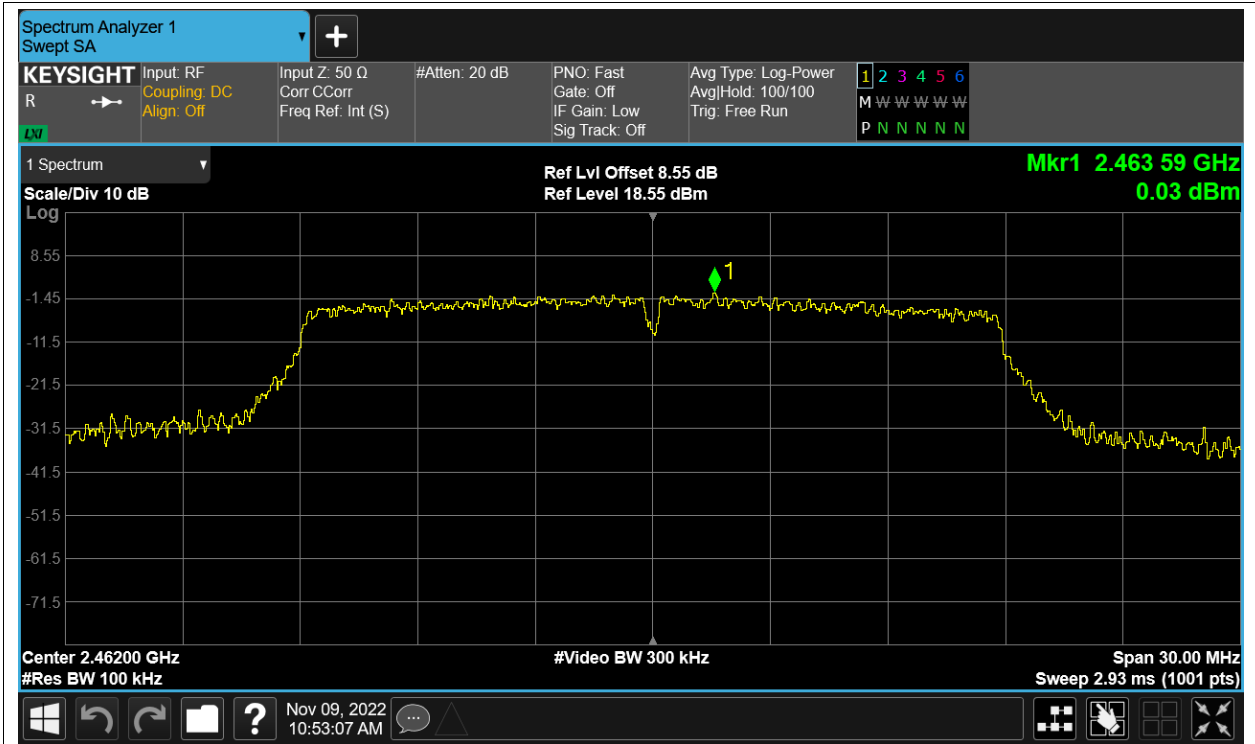 Spectrum Analyzer 1
Swept SA
KEYSIGHT
R
LXI
Input: RF
Coupling: DC
Align: Off
Input Z: 50 Ω
Corr CCorr
Freq Ref: Int (S)
#Atten: 20 dB
PNO: Fast
Gate: Off
IF Gain: Low
Sig Track: Off
Avg Type: Log-Power
Avg|Hold: 100/100
Trig: Free Run
1 2 3 4 5 6
M W W W W W
P N N N N N
1 Spectrum
Scale/Div 10 dB
Ref Lvl Offset 8.55 dB
Ref Level 18.55 dBm
Mkr1 2.463 59 GHz
0.03 dBm
Log
8.55
-1.45
-11.5
-21.5
-31.5
-41.5
-51.5
-61.5
-71.5
1
Center 2.46200 GHz
#Res BW 100 kHz
#Video BW 300 kHz
Span 30.00 MHz
Sweep 2.93 ms (1001 pts)
?
Nov 09, 2022
10:53:07 AM